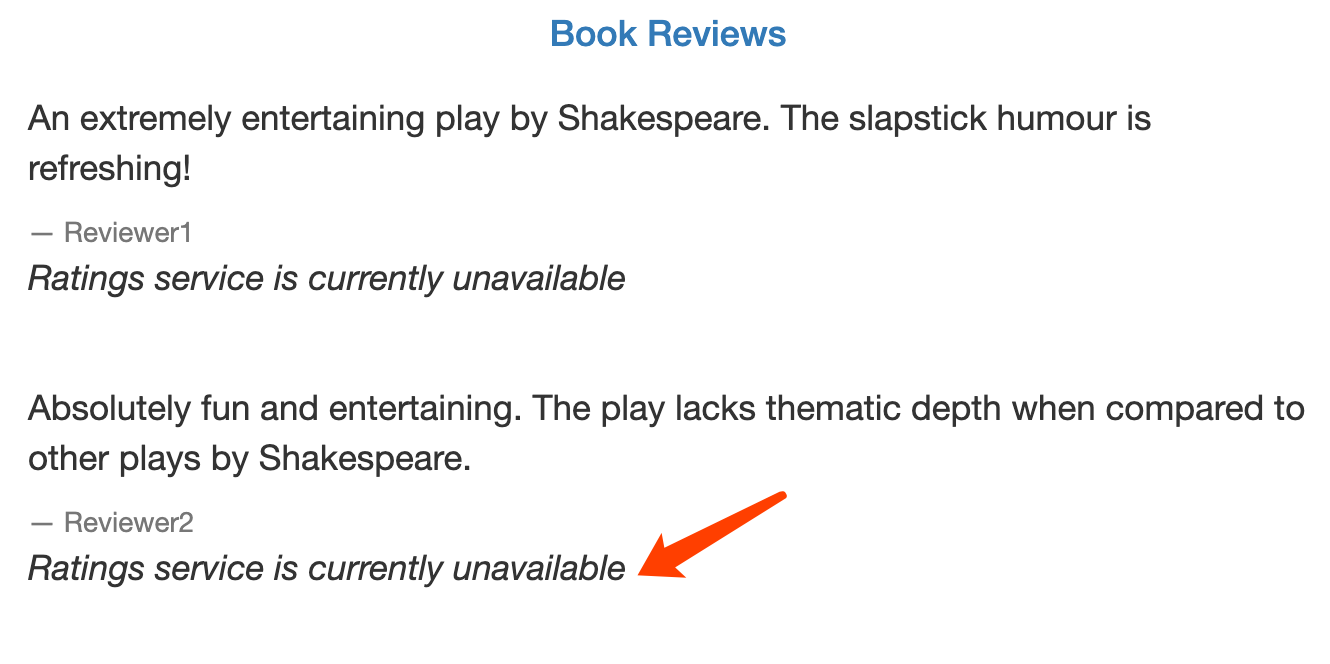 Book Reviews
An extremely entertaining play by Shakespeare. The slapstick humour is
refreshing!
— Reviewer1
Ratings service is currently unavailable
Absolutely fun and entertaining. The play lacks thematic depth when compared to
other plays by Shakespeare.
— Reviewer2
Ratings service is currently unavailable